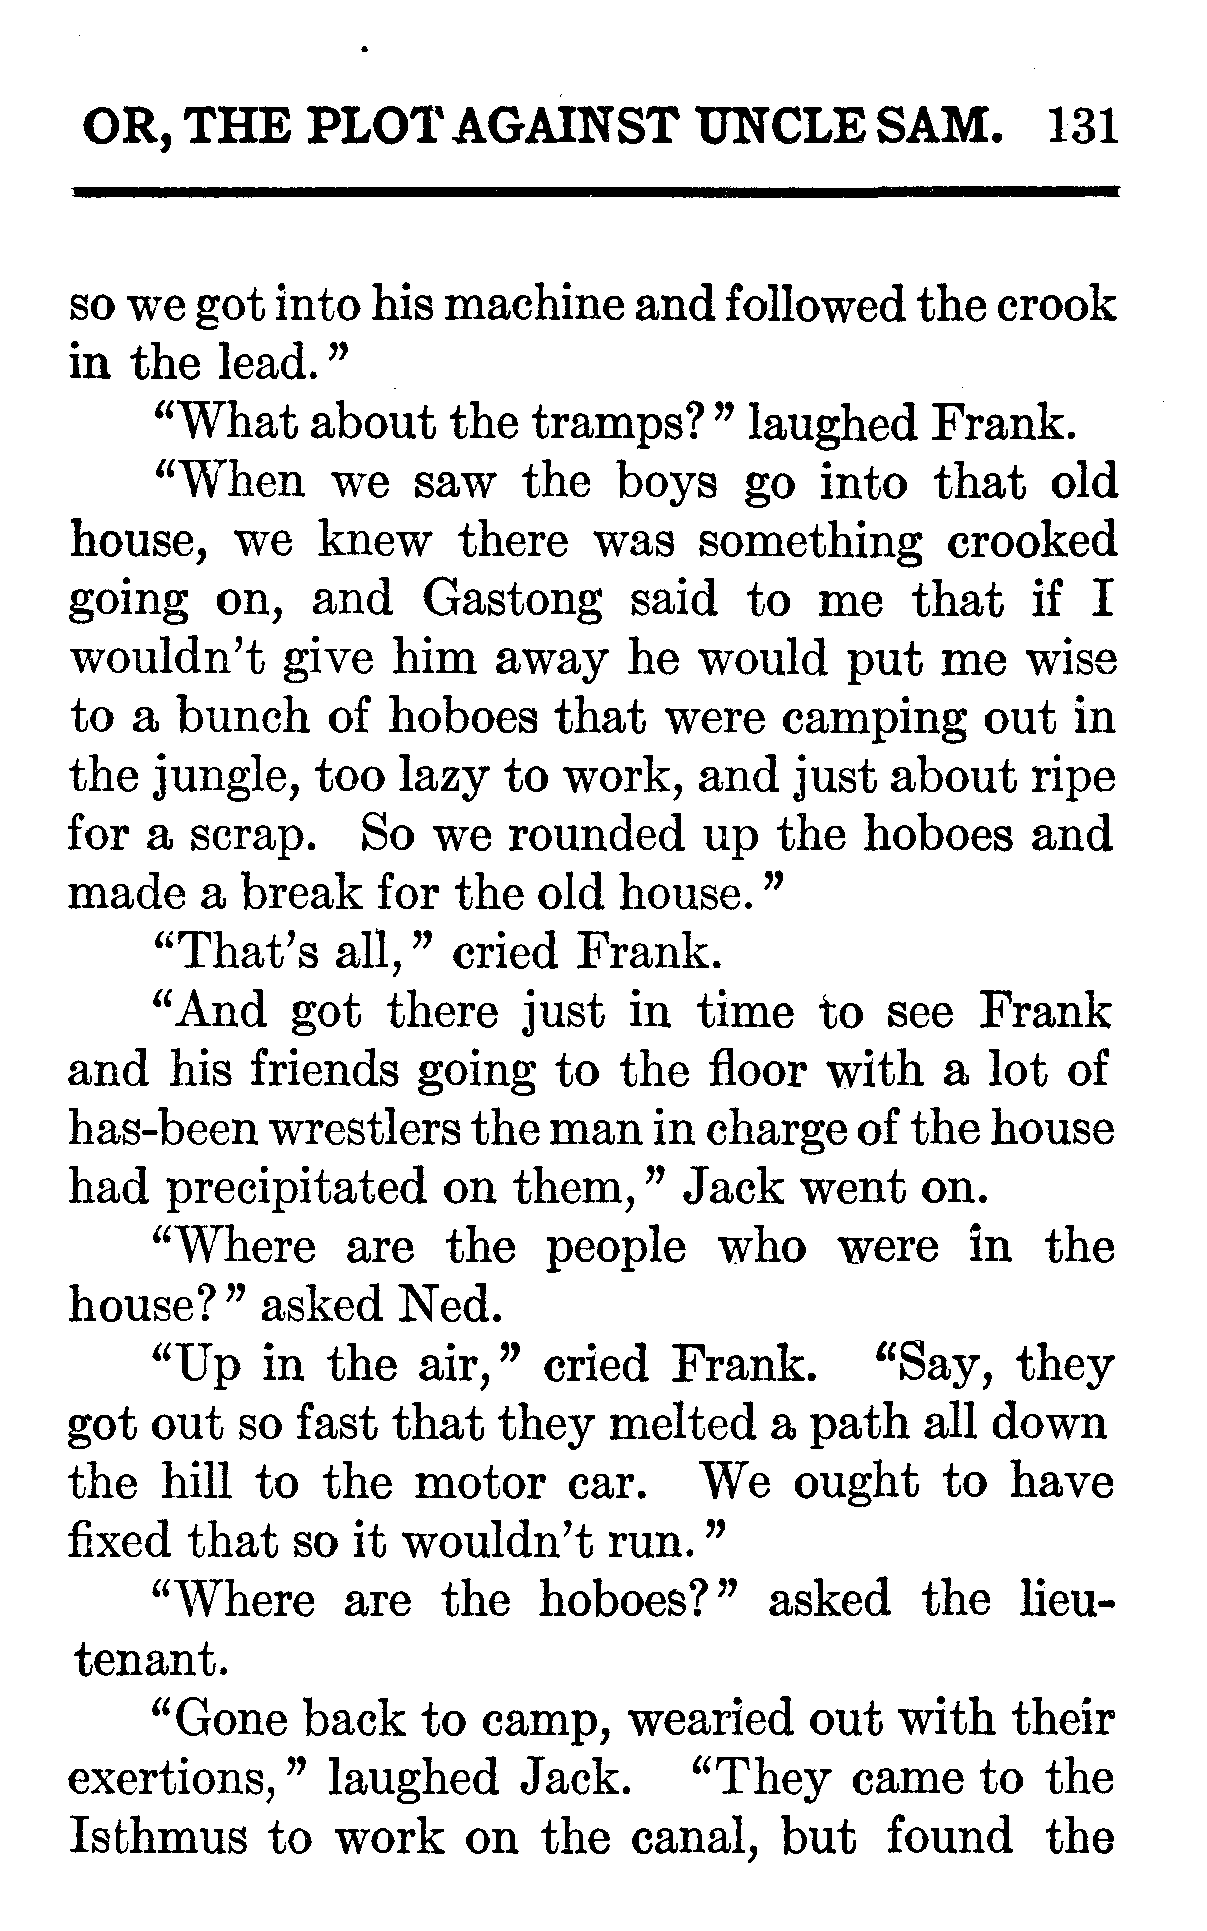 OR, THE PLOT AGAINST UNCLE SAM. 131
so we got into his machine and followed the crook
in the lead."
"What about the tramps?" laughed Frank.
"When we saw the boys go into that old
house, we knew there was something crooked
going on, and Gastong said to me that if I
wouldn't give him away he would put me wise
to a bunch of hoboes that were camping out in
the jungle, too lazy to work, and just about ripe
for a scrap. So we rounded up the hoboes and
made a break for the old house."
"That's all," cried Frank.
"And got there just in time to see Frank
and his friends going to the floor with a lot of
has-been wrestlers the man in charge of the house
had precipitated on them," Jack went on.
"Where are the people who were in the
house?" asked Ned.
"Up in the air," cried Frank. "Say, they
got out so fast that they melted a path all down
the hill to the motor car. We ought to have
fixed that so it wouldn't run."
"Where are the hoboes?" asked the lieu-
tenant.
"Gone back to camp, wearied out with their
exertions," laughed Jack. "They came to the
Isthmus to work on the canal, but found the